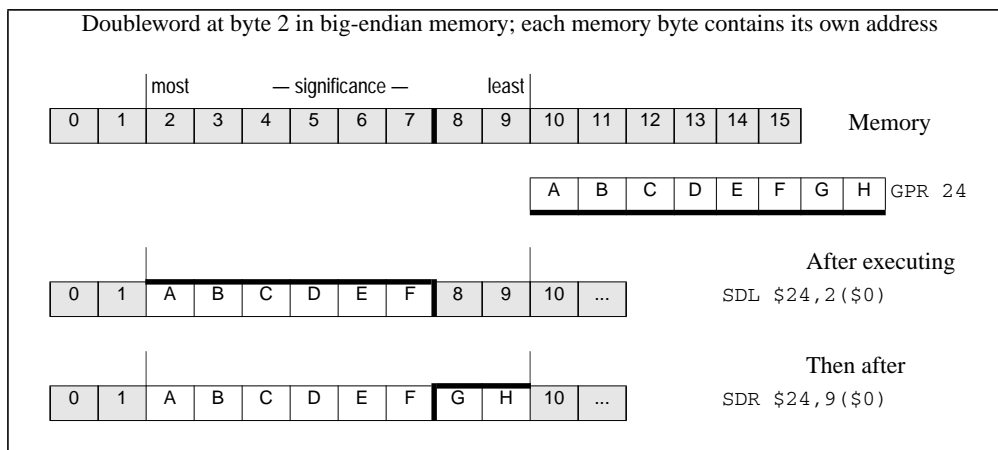 Doubleword at byte 2 in big-endian memory; each memory byte contains its own address
most — significance — least
0 1 2 3 4 5 6 7 8 9 10 11 12 13 14 15 Memory
A B C D E F G H GPR 24
After executing
0 1 A B C D E F 8 9 10 ... SDL $24,2($0)
Then after
0 1 A B C D E F G H 10 ... SDR $24,9($0)